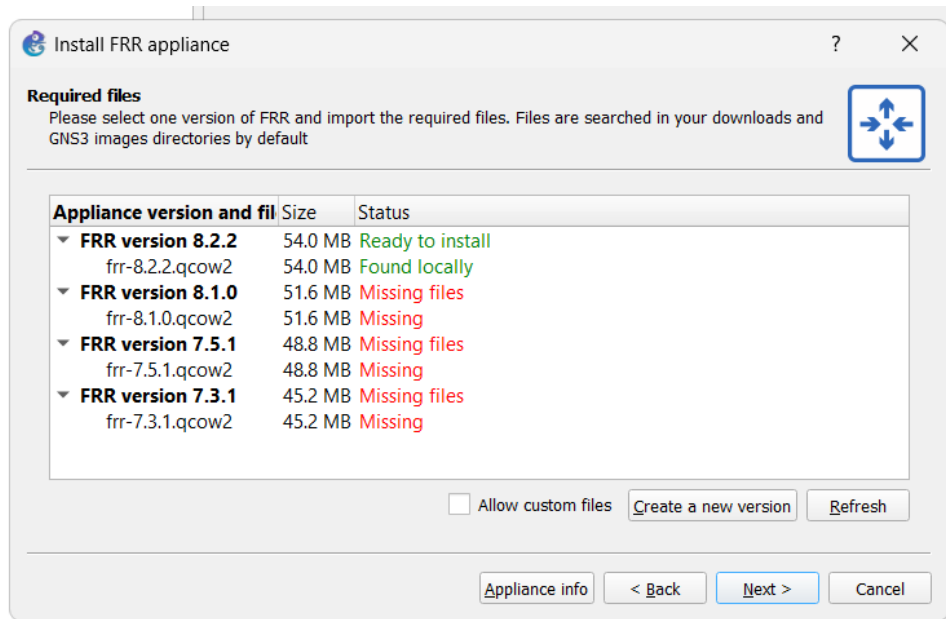 Install FRR appliance ?
Required files
Please select one version of FRR and import the required files. Files are searched in your downloads and
GNS3 images directories by default
Appliance version and fil Size Status
FRR version 8.2.2 54.0 MB Ready to install
frr-8.2.2.qcow2 54.0 MB Found locally
FRR version 8.1.0 51.6 MB Missing files
frr-8.1.0.qcow2 51.6 MB Missing
FRR version 7.5.1 48.8 MB Missing files
frr-7.5.1.qcow2 48.8 MB Missing
FRR version 7.3.1 45.2 MB Missing files
frr-7.3.1.qcow2 45.2 MB Missing
Allow custom files Create a new version Refresh
Appliance info < Back Next > Cancel